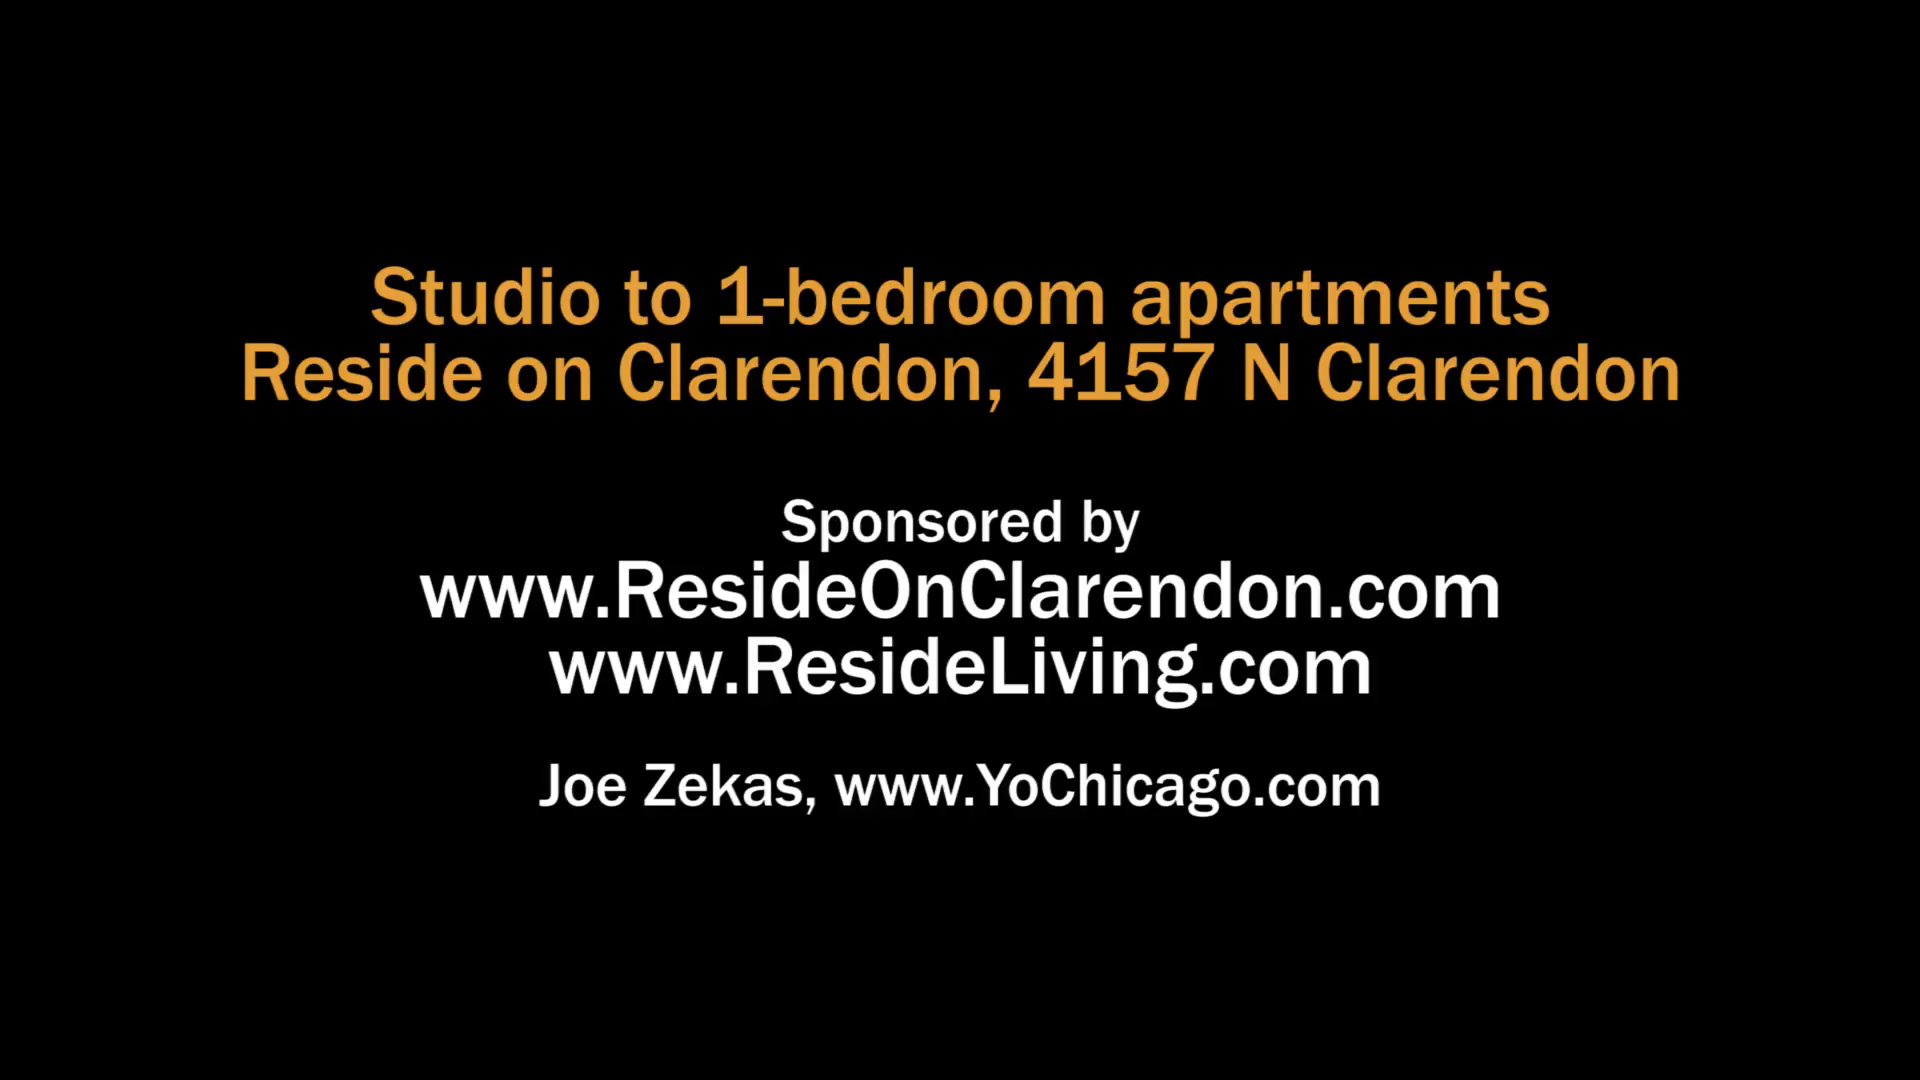 Studio to 1-bedroom apartments
Reside on Clarendon, 4157 N Clarendon
Sponsored by
www.ResideOnClarendon.com
www.ResideLiving.com
Joe Zekas, www.YoChicago.com